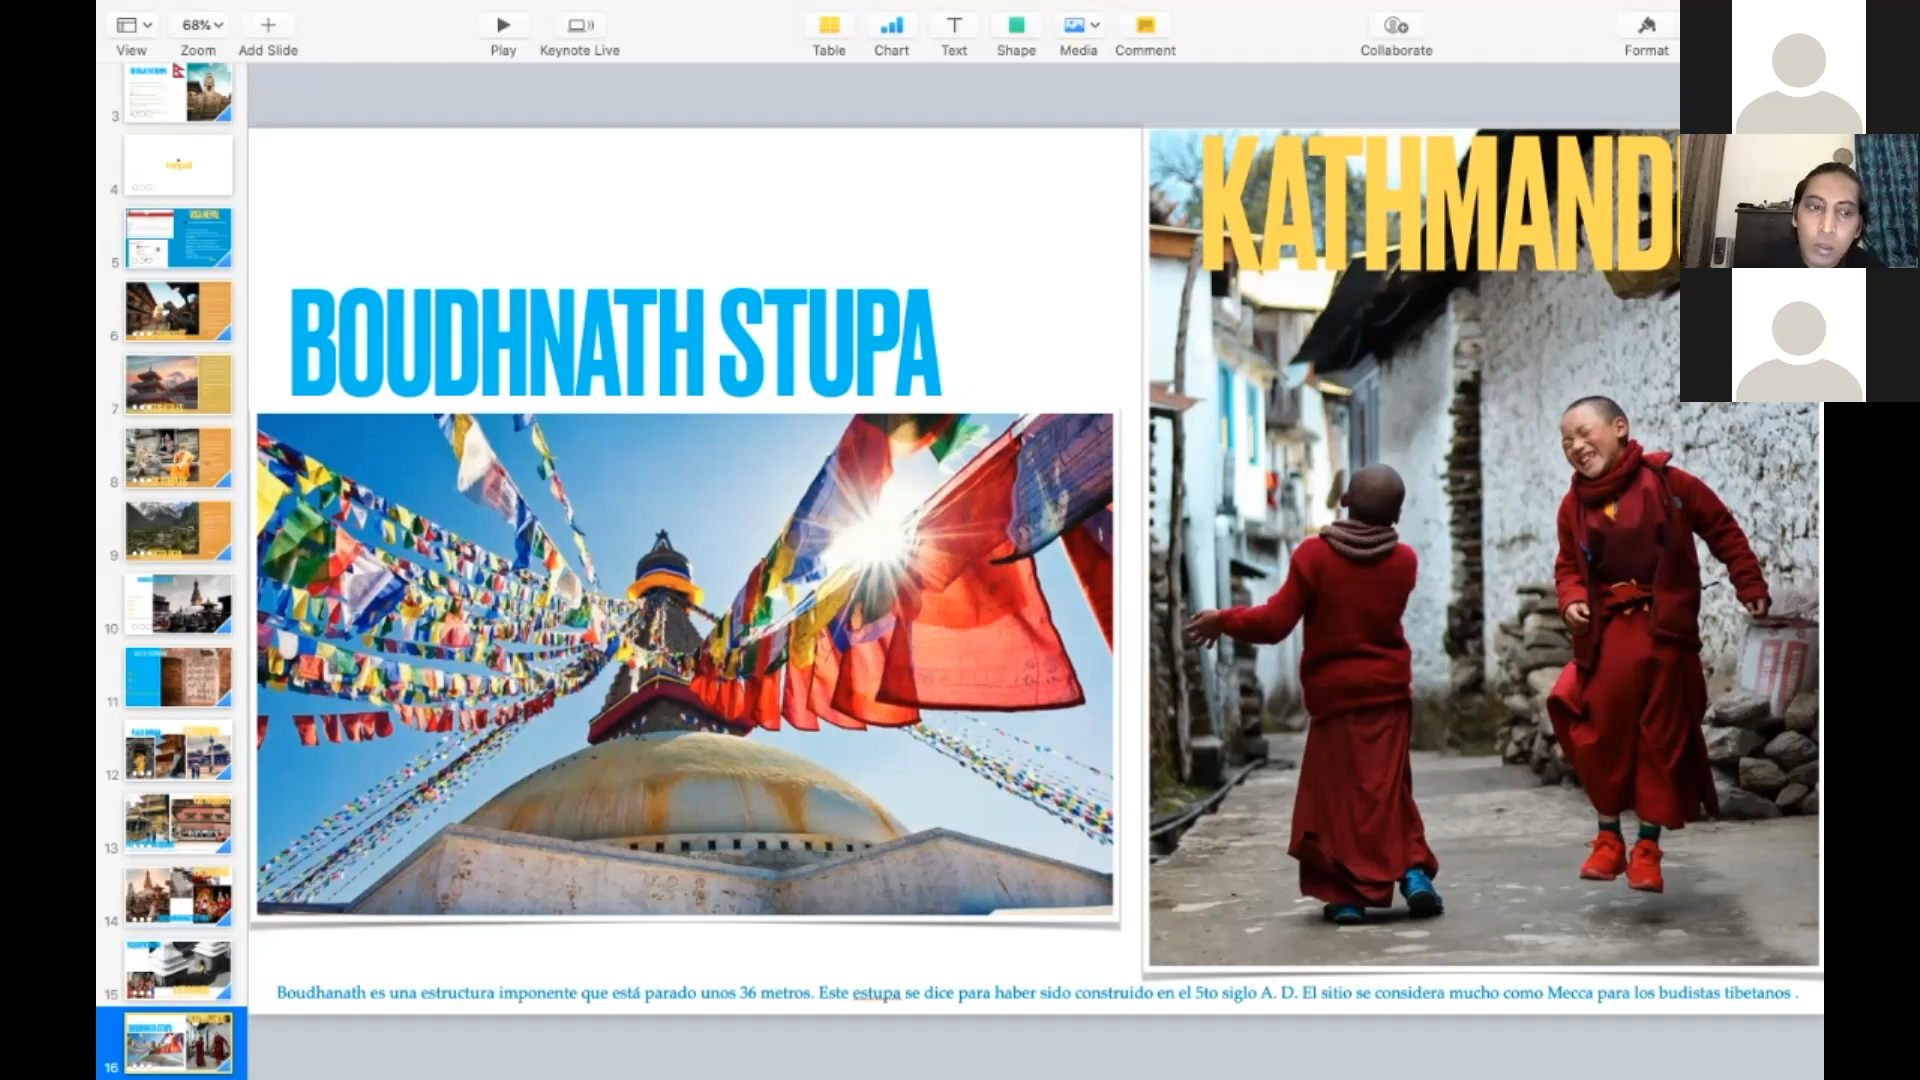 View
68%
Zoom
Add Slide
Play
Keynote Live
Table
Chart
Text
Shape
Media
Comment
Collaborate
Format
3
4
5
6
7
8
9
10
11
12
13
14
15
16
BOUDHNATH STUPA
KATHMAND
Boudhanath es una estructura imponente que está parado unos 36 metros. Este estupa se dice para haber sido construido en el 5to siglo A. D. El sitio se considera mucho como Mecca para los budistas tibetanos .